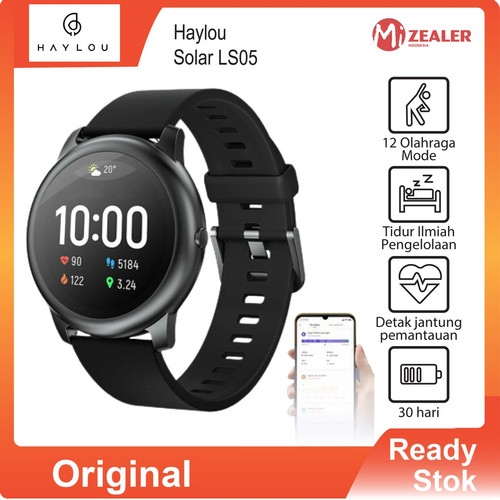 HAYLOU
Haylou
Solar LS05
Mi ZEALER
INDONESIA
20°
10:00
90
5184
122
3.24
12 Olahraga
Mode
Z Z Z
Tidur Ilmiah
Pengelolaan
Detak jantung
pemantauan
30 hari
Original
Ready
Stok